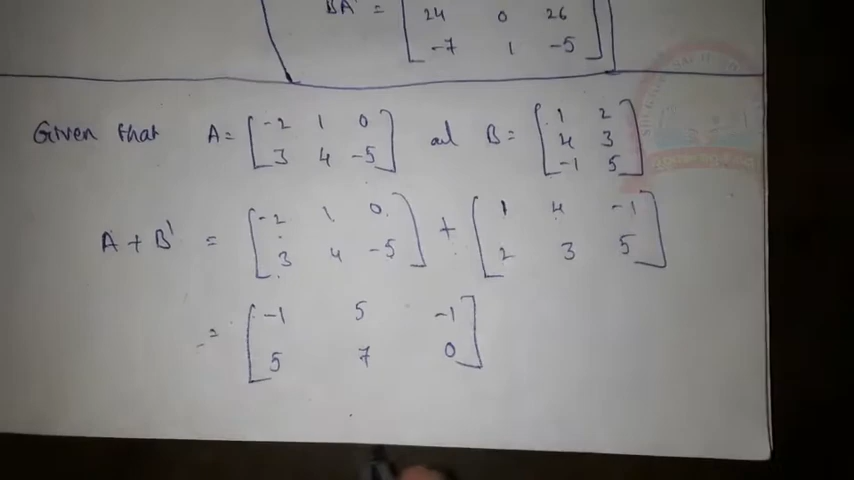 BA' = [24 0 26
-7 1 -5]
Given that A = [-2 1 0 and B = [1 2
3 4 -5] 4 3
-1 5]
A + B' = [-2 1 0 + [1 4 -1
3 4 -5] 2 3 5]
= [-1 5 -1
5 7 0]